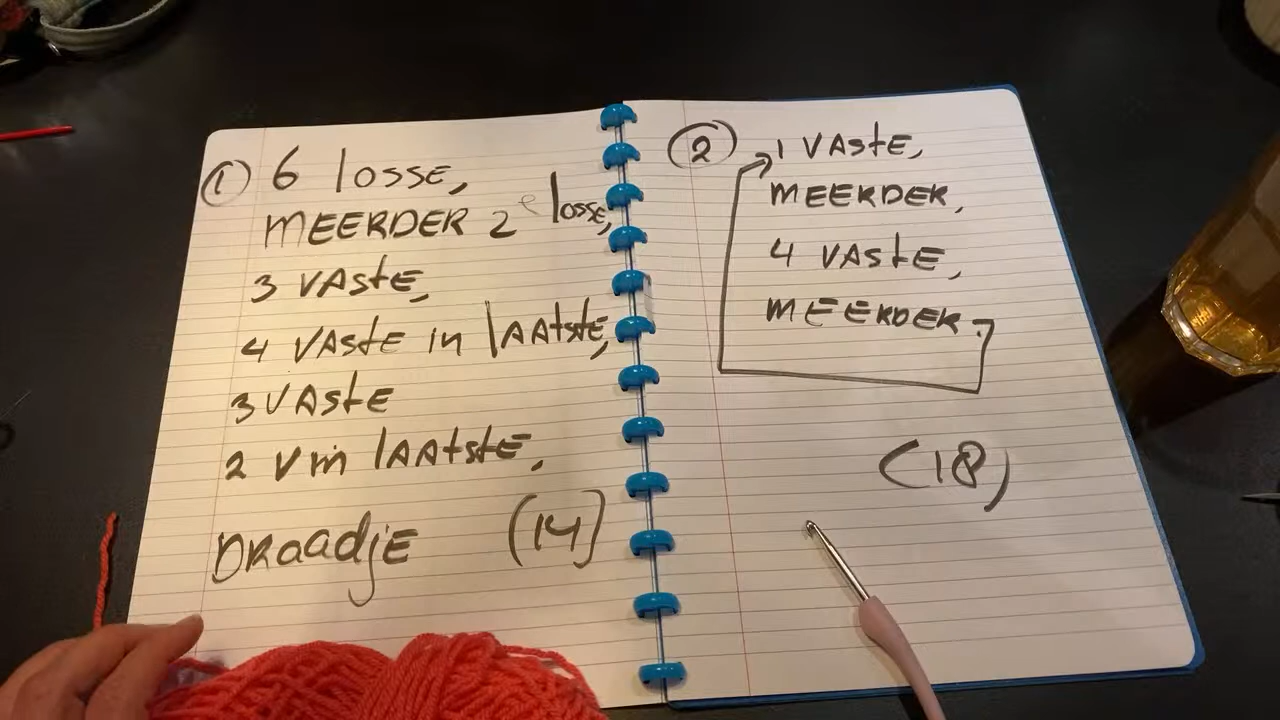 ① 6 losse,
MEERDER 2e losse,
3 VAstE,
4 VAstE in lAAtstE,
3 VAstE
2 V in lAAtstE,
DRaadjE (14)
② 1 VAstE,
MEERDER,
4 VAstE,
MEERDER,
(18)